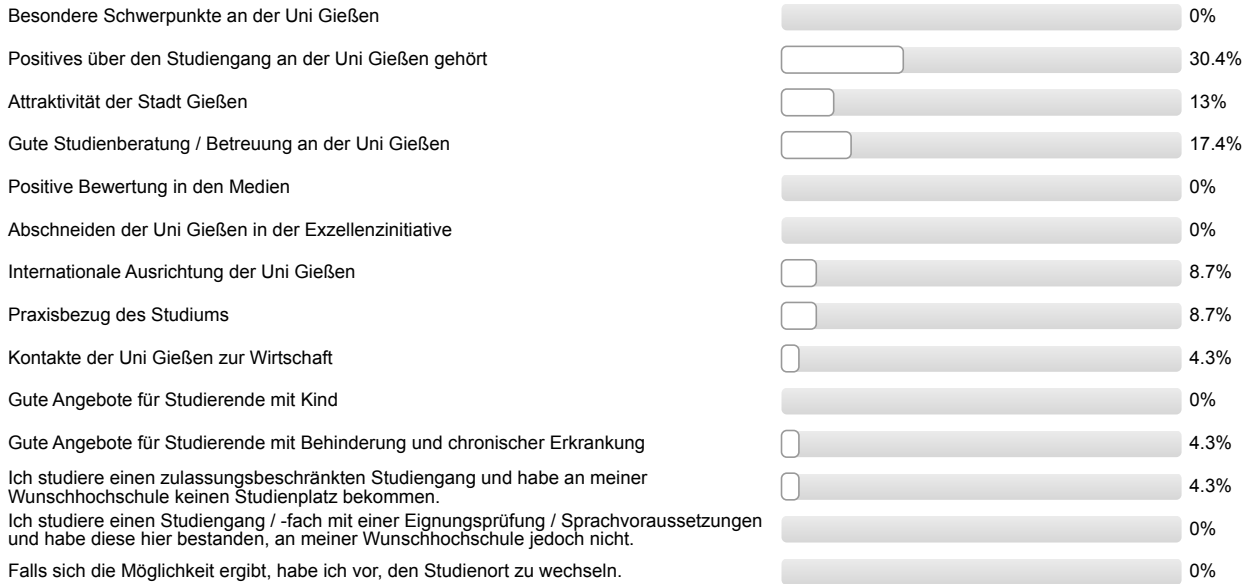 Besondere Schwerpunkte an der Uni Gießen 0%
Positives über den Studiengang an der Uni Gießen gehört 30.4%
Attraktivität der Stadt Gießen 13%
Gute Studienberatung / Betreuung an der Uni Gießen 17.4%
Positive Bewertung in den Medien 0%
Abschneiden der Uni Gießen in der Exzellenzinitiative 0%
Internationale Ausrichtung der Uni Gießen 8.7%
Praxisbezug des Studiums 8.7%
Kontakte der Uni Gießen zur Wirtschaft 4.3%
Gute Angebote für Studierende mit Kind 0%
Gute Angebote für Studierende mit Behinderung und chronischer Erkrankung 4.3%
Ich studiere einen zulassungsbeschränkten Studiengang und habe an meiner
Wunschhochschule keinen Studienplatz bekommen. 4.3%
Ich studiere einen Studiengang / -fach mit einer Eignungsprüfung / Sprachvoraussetzungen
und habe diese hier bestanden, an meiner Wunschhochschule jedoch nicht. 0%
Falls sich die Möglichkeit ergibt, habe ich vor, den Studienort zu wechseln. 0%